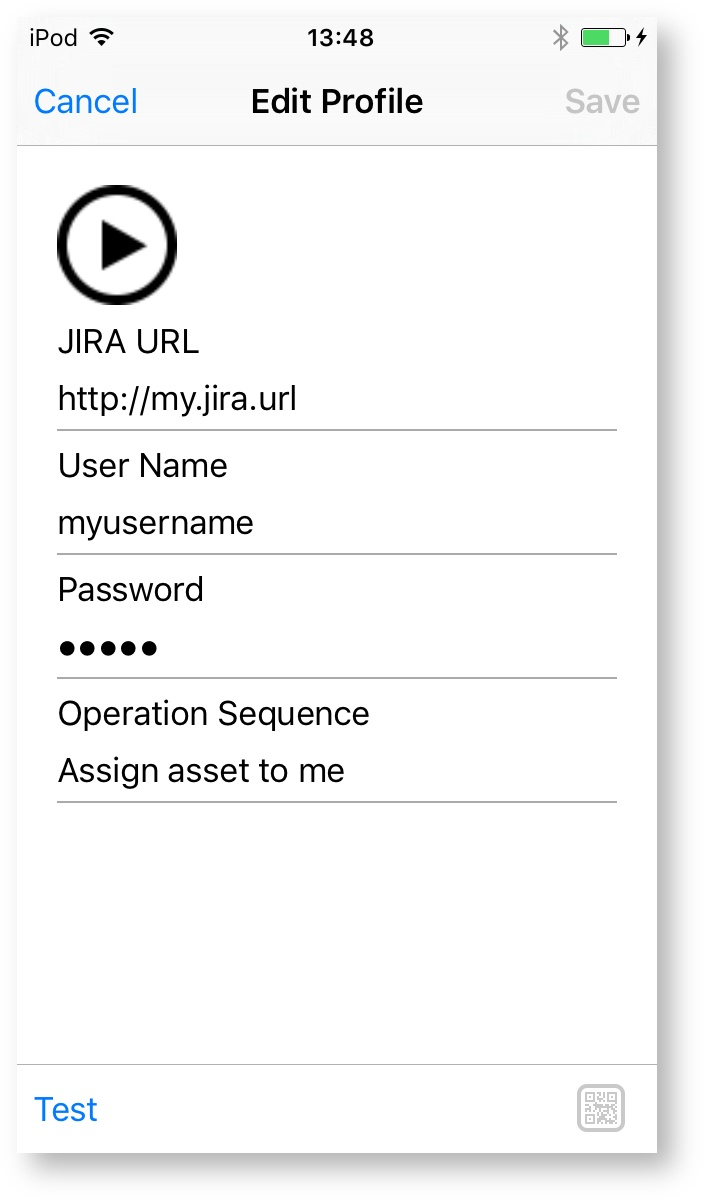 iPod 13:48
Cancel Edit Profile Save
JIRA URL
http://my.jira.url
User Name
myusername
Password
•••••
Operation Sequence
Assign asset to me
Test